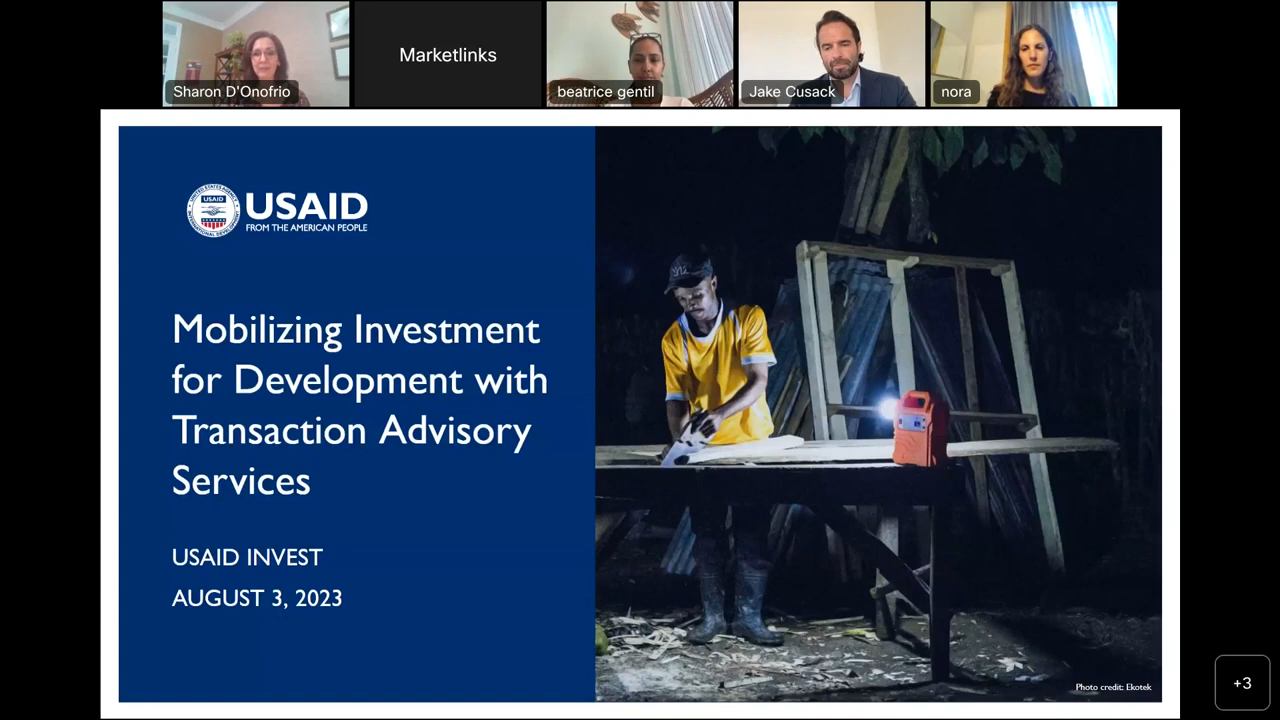 Sharon D'Onofrio
Marketlinks
beatrice gentil
Jake Cusack
nora
USAID
USAID
FROM THE AMERICAN PEOPLE
Mobilizing Investment
for Development with
Transaction Advisory
Services
USAID INVEST
AUGUST 3, 2023
Photo credit: Ekotek
+3